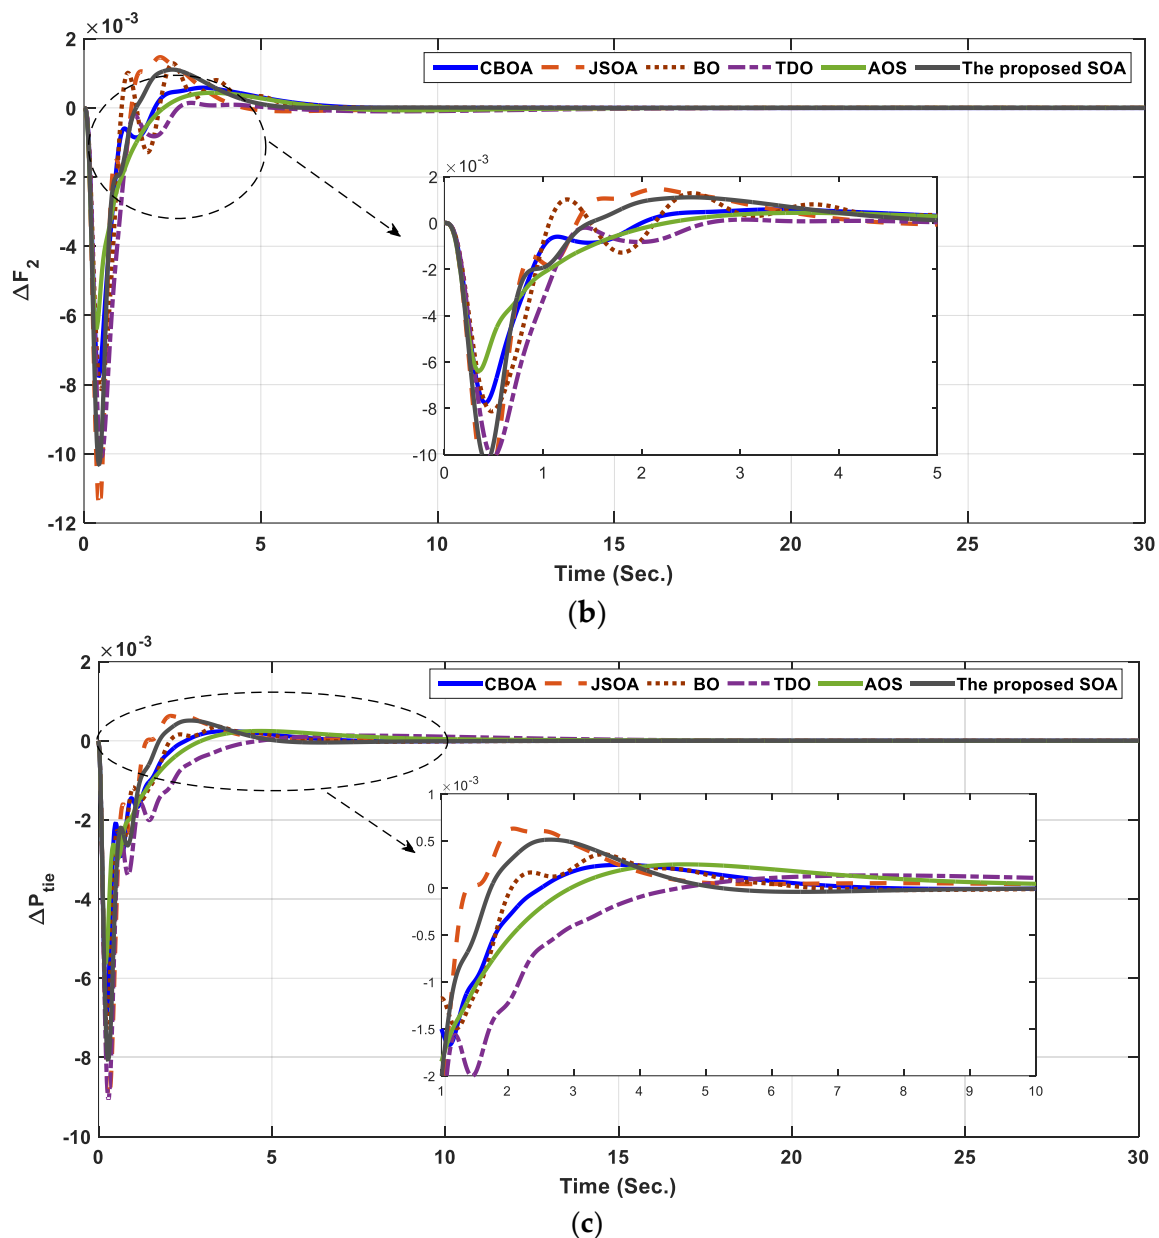 ×10-3
2
0
-2
-4
-6
-8
-10
-12
ΔF2
CBOA JSOA BO TDO AOS The proposed SOA
×10-3
2
0
-2
-4
-6
-8
-10
0 1 2 3 4 5
0 5 10 15 20 25 30
Time (Sec.)
(b)
×10-3
2
0
-2
-4
-6
-8
-10
ΔPtie
CBOA JSOA BO TDO AOS The proposed SOA
×10-3
1
0.5
0
-0.5
-1
-1.5
-2
1 2 3 4 5 6 7 8 9 10
0 5 10 15 20 25 30
Time (Sec.)
(c)